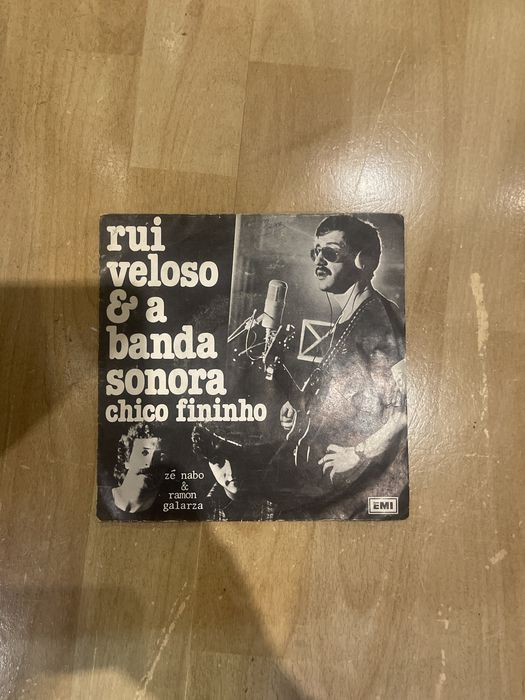 rui
veloso
& a
banda
sonora
chico fininho
zé nabo
&
ramon
galarza
EMI